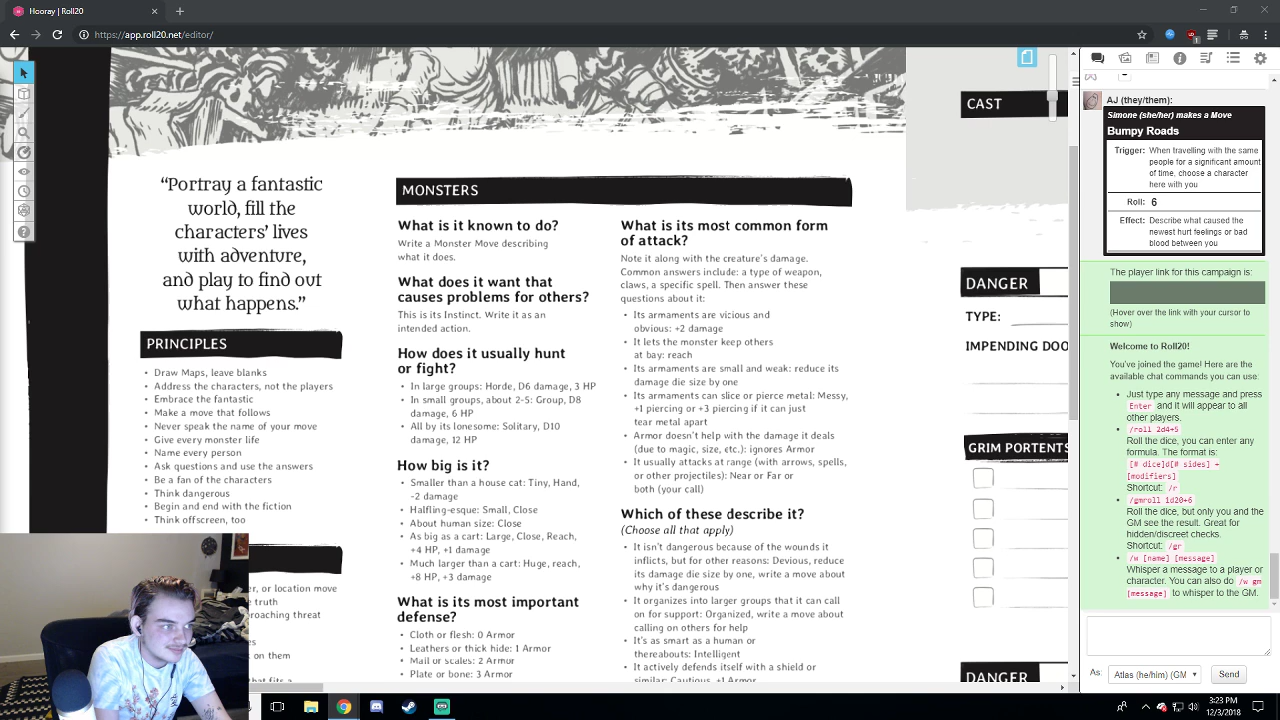 https://app.roll20.net/editor/
"Portray a fantastic
world, fill the
characters' lives
with adventure,
and play to find out
what happens."
PRINCIPLES
• Draw Maps, leave blanks
• Address the characters, not the players
• Embrace the fantastic
• Make a move that follows
• Never speak the name of your move
• Give every monster life
• Name every person
• Ask questions and use the answers
• Be a fan of the characters
• Think dangerous
• Begin and end with the fiction
• Think offscreen, too
er, or location move
truth
roaching threat
es
on them
that fits a
MONSTERS
What is it known to do?
Write a Monster Move describing
what it does.
What does it want that
causes problems for others?
This is its Instinct. Write it as an
intended action.
How does it usually hunt
or fight?
• In large groups: Horde, D6 damage, 3 HP
• In small groups, about 2-5: Group, D8
damage, 6 HP
• All by its lonesome: Solitary, D10
damage, 12 HP
How big is it?
• Smaller than a house cat: Tiny, Hand,
-2 damage
• Halfling-esque: Small, Close
• About human size: Close
• As big as a cart: Large, Close, Reach,
+4 HP, +1 damage
• Much larger than a cart: Huge, reach,
+8 HP, +3 damage
What is its most important
defense?
• Cloth or flesh: 0 Armor
• Leathers or thick hide: 1 Armor
• Mail or scales: 2 Armor
• Plate or bone: 3 Armor
What is its most common form
of attack?
Note it along with the creature's damage.
Common answers include: a type of weapon,
claws, a specific spell. Then answer these
questions about it:
• Its armaments are vicious and
obvious: +2 damage
• It lets the monster keep others
at bay: reach
• Its armaments are small and weak: reduce its
damage die size by one
• Its armaments can slice or pierce metal: Messy,
+1 piercing or +3 piercing if it can just
tear metal apart
• Armor doesn't help with the damage it deals
(due to magic, size, etc.): ignores Armor
• It usually attacks at range (with arrows, spells,
or other projectiles): Near or Far or
both (your call)
Which of these describe it?
(Choose all that apply)
• It isn't dangerous because of the wounds it
inflicts, but for other reasons: Devious, reduce
its damage die size by one, write a move about
why it's dangerous
• It organizes into larger groups that it can call
on for support: Organized, write a move about
calling on others for help
• It's as smart as a human or
thereabouts: Intelligent
• It actively defends itself with a shield or
similar: Cautious, +1 Armor
CAST
DANGER
TYPE:
IMPENDING DOO
GRIM PORTENTS
DANGER
AJ (they/them):
Bumpy Roads
Trigger: When travelling with the same
people for a significant amount
of time, choose a character
here with you
Roll: 6
Effect: Describe what caused the
newest hurt feelings or bad
blood between you
The player link for this campaign is:
(Hover over the link with your cursor to
show)
Welcome to Roll20! Here are the
available chat commands you can use:
• Just type any message and press
Enter and it will appear to all
players.
• /roll 2d4+5
Roll the dice, you can enter any
formula:
[# dice]d[# sides] +
[modifier]
Shortcut: /r
• /gmroll 1d20+6
Roll the dice, but only you and the
GM see the result. Great for
hidden/discreet checks.
Shortcut: /gr
• /w [name] [message]
Whisper a message to a player or
character. You can also do /w gm
[message] to whisper to the GM.
As:
Atlas (he/him) (GM
Send